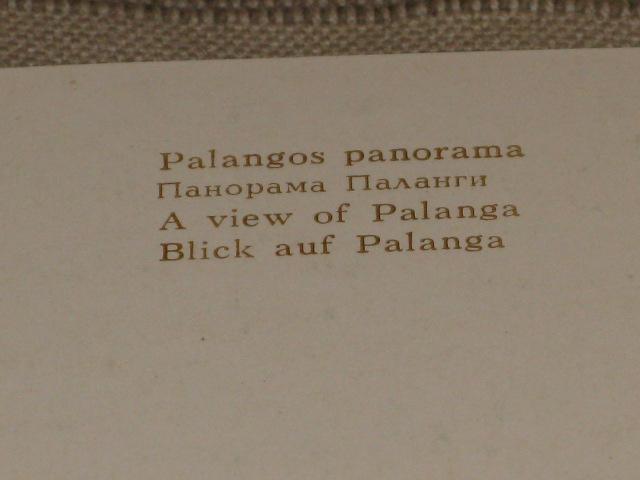 Palangos panorama
Панорама Паланги
A view of Palanga
Blick auf Palanga